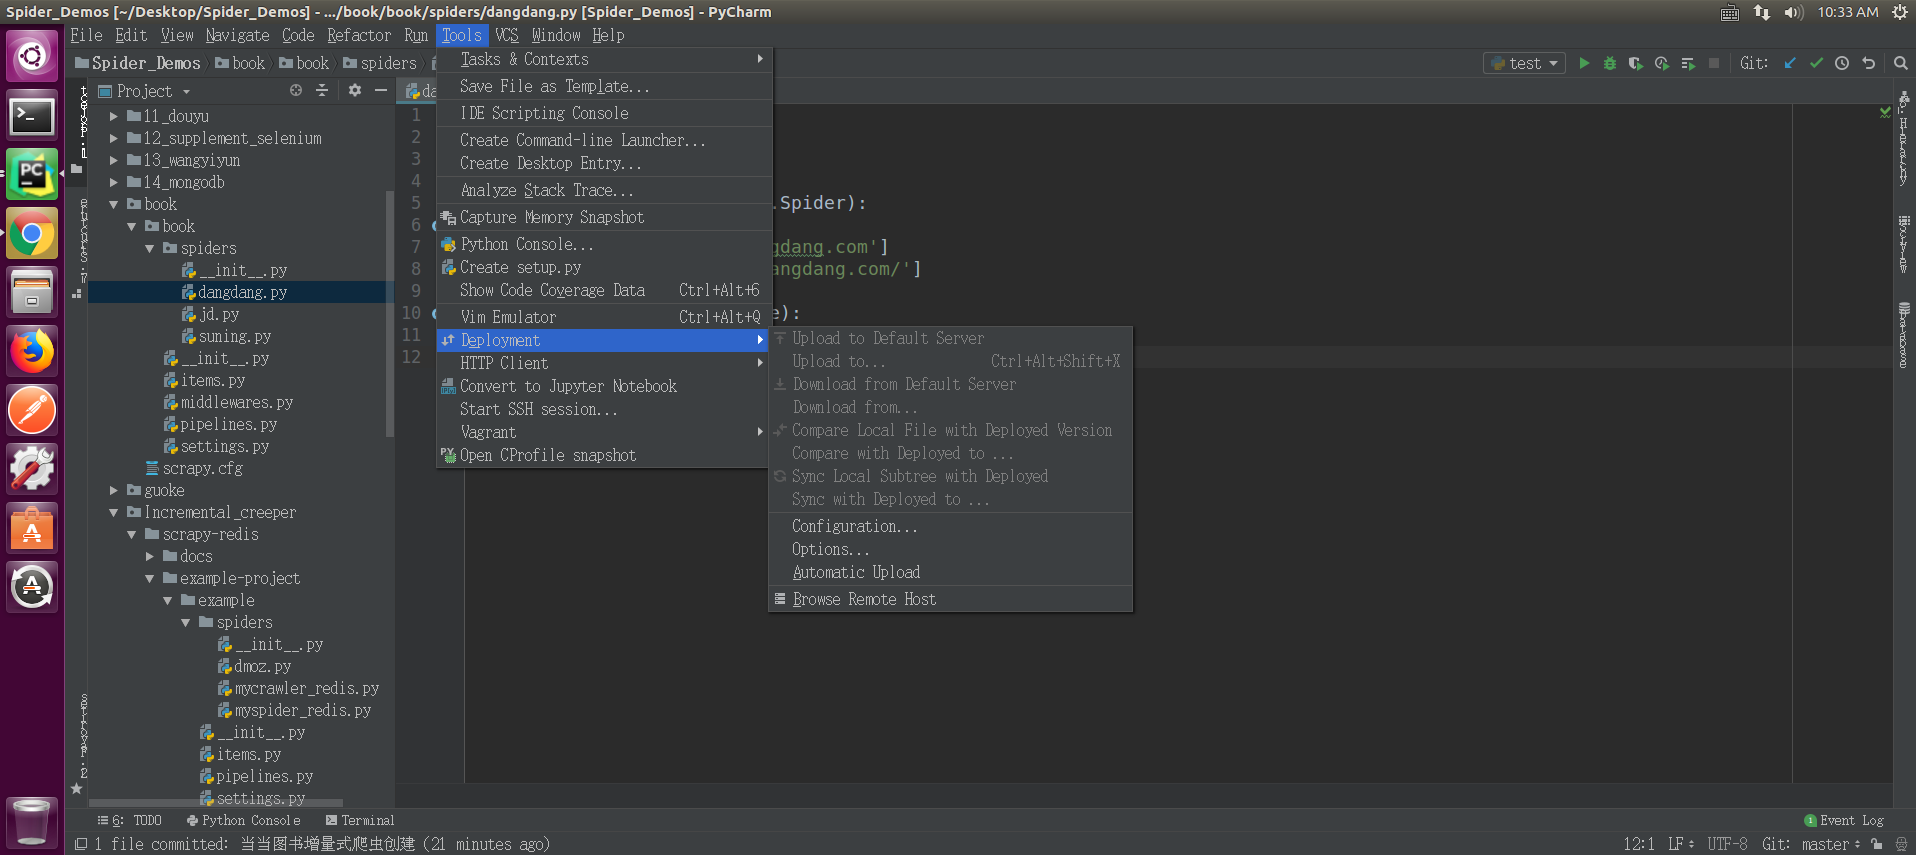 Spider_Demos [~/Desktop/Spider_Demos] - .../book/book/spiders/dangdang.py [Spider_Demos] - PyCharm
10:33 AM
File Edit View Navigate Code Refactor Run Tools VCS Window Help
Spider_Demos book book spiders
test
Git:
Project
da
11_douyu
12_supplement_selenium
13_wangyiyun
14_mongodb
book
book
spiders
__init__.py
dangdang.py
jd.py
suning.py
__init__.py
items.py
middlewares.py
pipelines.py
settings.py
scrapy.cfg
guoke
Incremental_creeper
scrapy-redis
docs
example-project
example
spiders
__init__.py
dmoz.py
mycrawler_redis.py
myspider_redis.py
__init__.py
items.py
pipelines.py
settings.py
1
2
3
4
5 .Spider):
6
7 gdang.com']
8 angdang.com/']
9
10 e):
11
12
Tasks & Contexts
Save File as Template...
IDE Scripting Console
Create Command-line Launcher...
Create Desktop Entry...
Analyze Stack Trace...
Capture Memory Snapshot
Python Console...
Create setup.py
Show Code Coverage Data Ctrl+Alt+6
Vim Emulator Ctrl+Alt+Q
Deployment
HTTP Client
Convert to Jupyter Notebook
Start SSH session...
Vagrant
Open CProfile snapshot
Upload to Default Server
Upload to... Ctrl+Alt+Shift+X
Download from Default Server
Download from...
Compare Local File with Deployed Version
Compare with Deployed to ...
Sync Local Subtree with Deployed
Sync with Deployed to ...
Configuration...
Options...
Automatic Upload
Browse Remote Host
6: TODO Python Console Terminal
1 Event Log
1 file committed: 当当图书增量式爬虫创建 (21 minutes ago)
12:1 LF UTF-8 Git: master